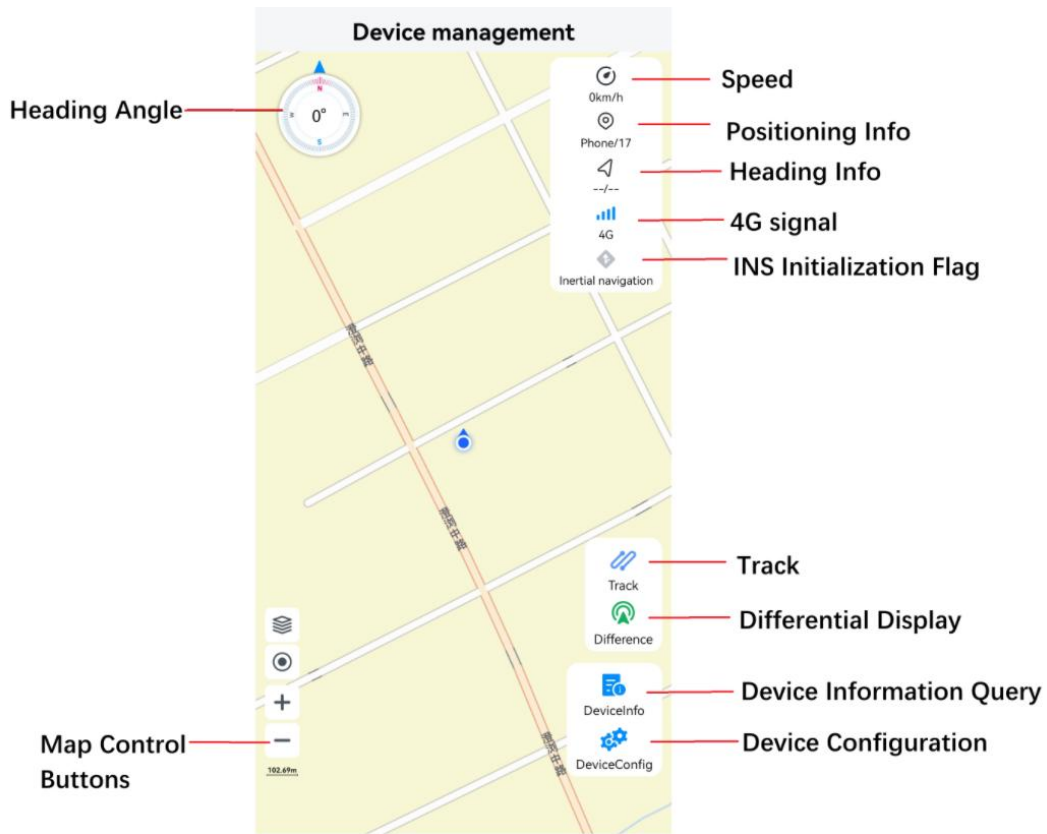 Device management
Heading Angle
N
0°
S
0km/h
Speed
Phone/17
Positioning Info
--/--
Heading Info
4G
4G signal
Inertial navigation
INS Initialization Flag
Track
Track
Difference
Differential Display
DeviceInfo
Device Information Query
DeviceConfig
Device Configuration
Map Control
Buttons
102.69m